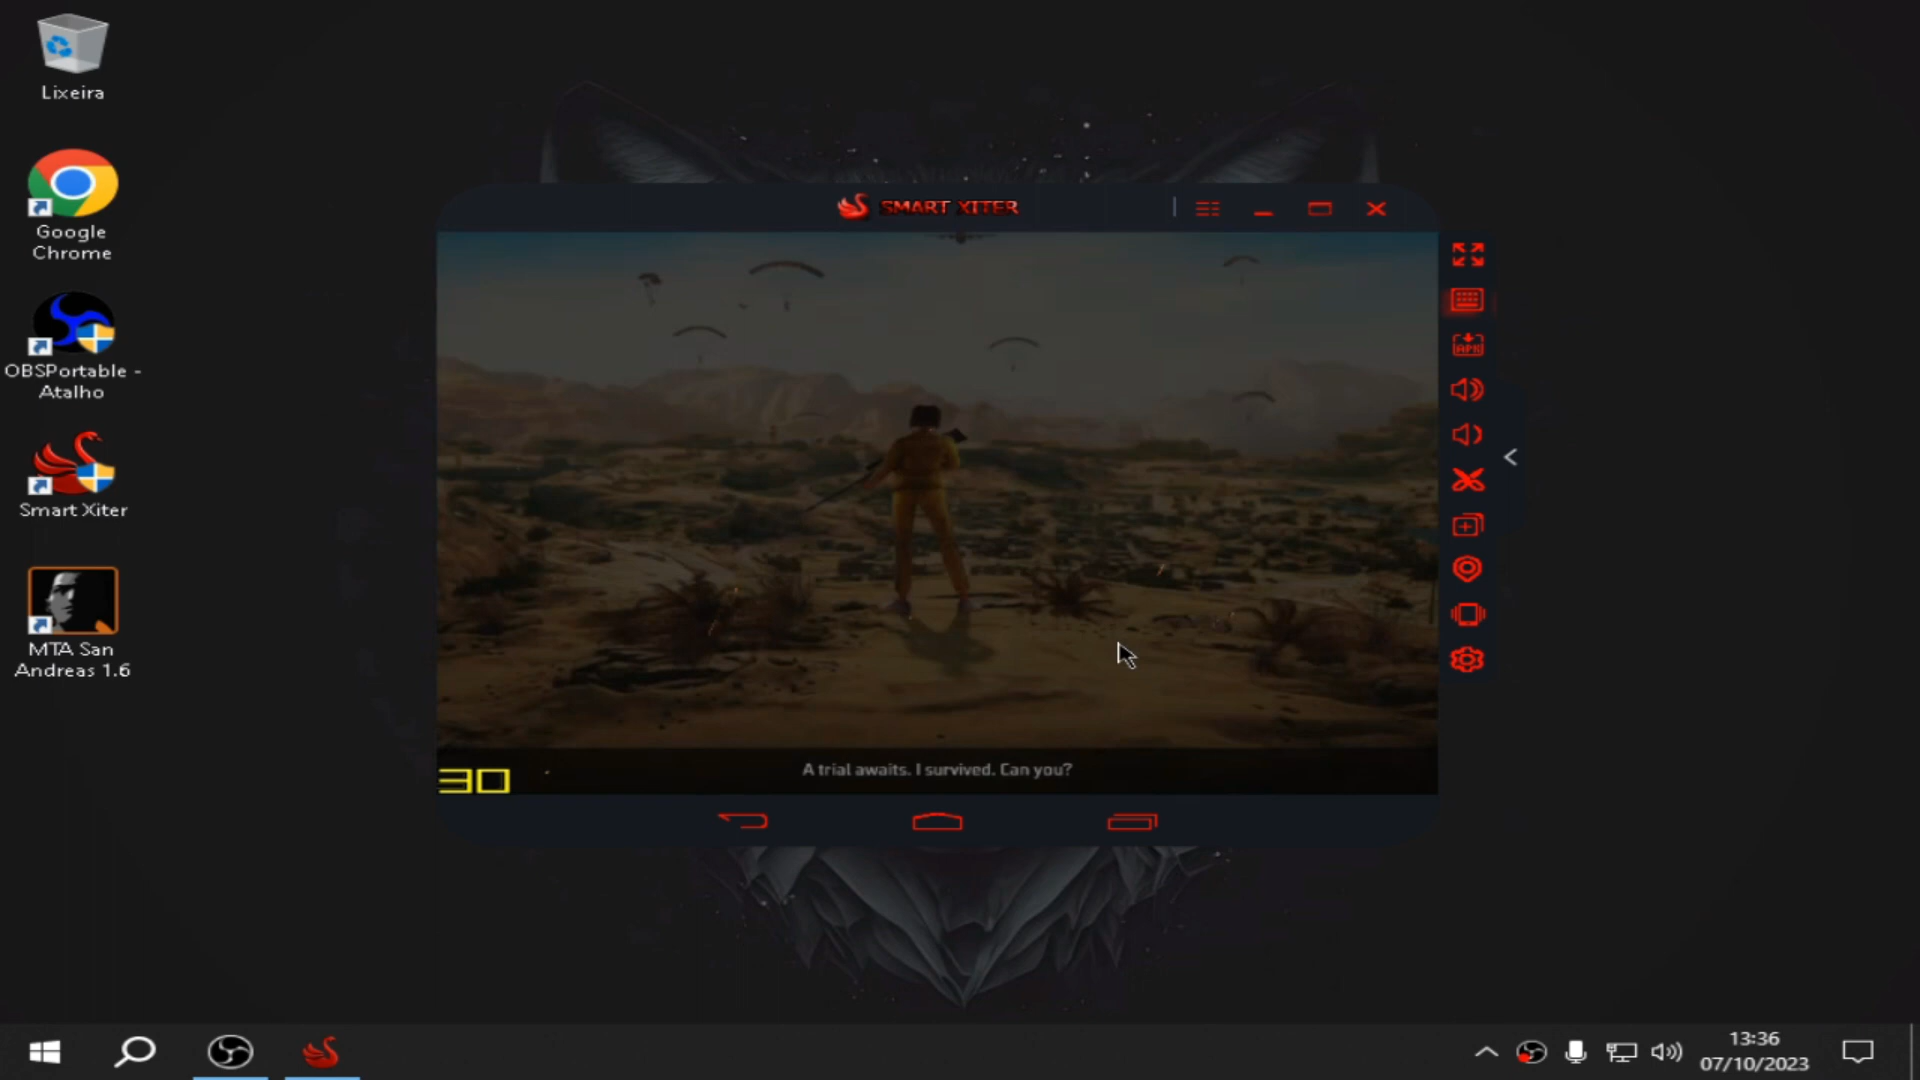 Lixeira
Google
Chrome
OBSPortable -
Atalho
Smart Xiter
MTA San
Andreas 1.6
SMART XITER
APK
30
A trial awaits. I survived. Can you?
13:36
07/10/2023